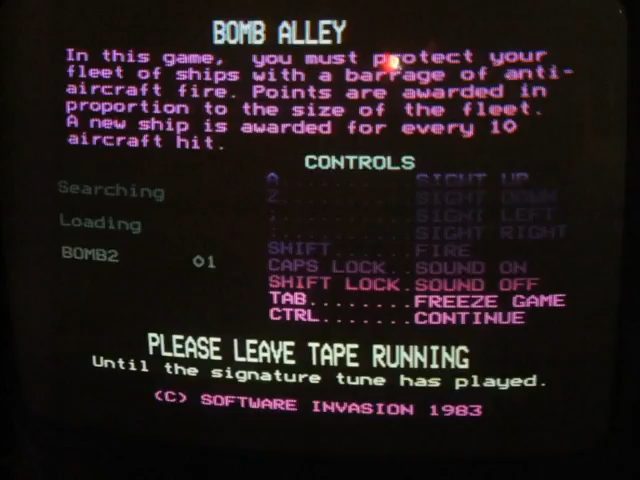 BOMB ALLEY
In this game, you must protect your
fleet of ships with a barrage of anti-
aircraft fire. Points are awarded in
proportion to the size of the fleet.
A new ship is awarded for every 10
aircraft hit.
CONTROLS
A..............SIGHT UP
Z..............SIGHT DOWN
SIGHT LEFT
SIGHT RIGHT
Searching
Loading
BOMB2 01
SHIFT..........FIRE
CAPS LOCK..SOUND ON
SHIFT LOCK.SOUND OFF
TAB........FREEZE GAME
CTRL.......CONTINUE
PLEASE LEAVE TAPE RUNNING
Until the signature tune has played.
(C) SOFTWARE INVASION 1983